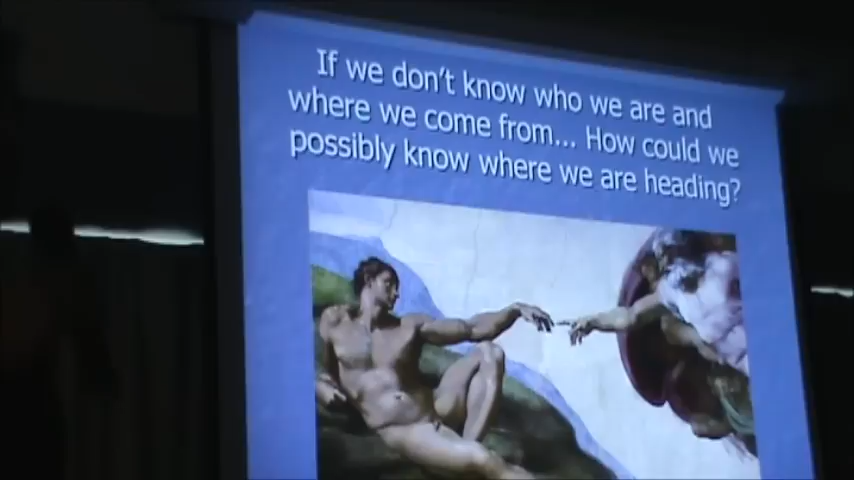 If we don't know who we are and
where we come from... How could we
possibly know where we are heading?